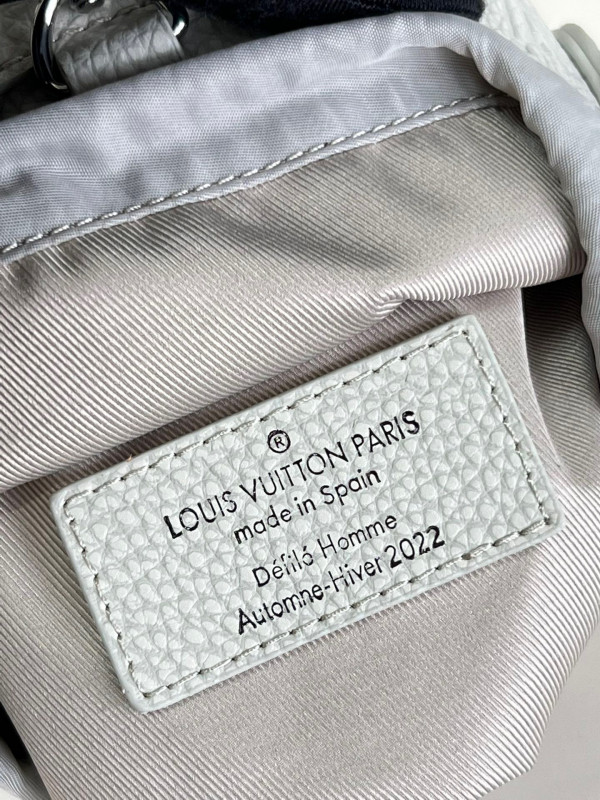 ®
LOUIS VUITTON PARIS
made in Spain
Défilé Homme
Automne-Hiver 2022